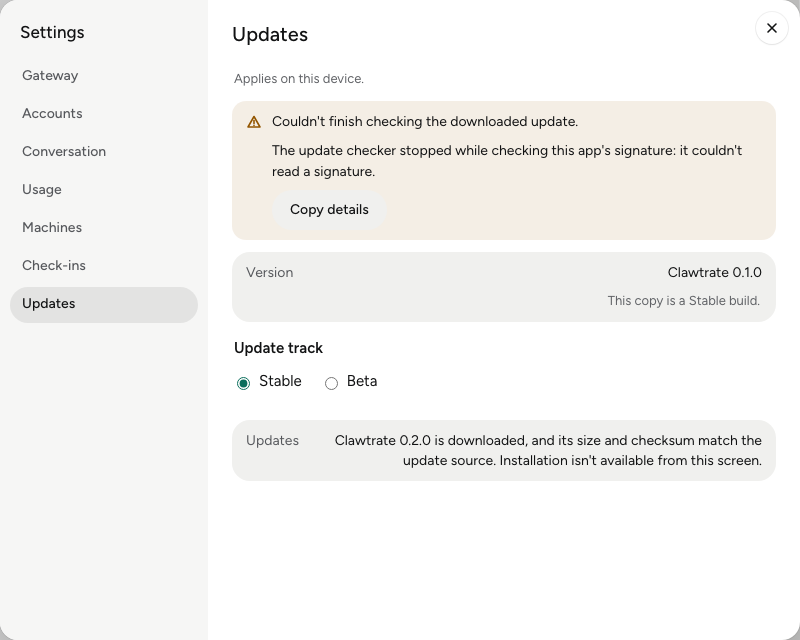 Settings
Gateway
Accounts
Conversation
Usage
Machines
Check-ins
Updates
Updates
Applies on this device.
Couldn't finish checking the downloaded update.
The update checker stopped while checking this app's signature: it couldn't
read a signature.
Copy details
Version
Clawtrate 0.1.0
This copy is a Stable build.
Update track
Stable
Beta
Updates
Clawtrate 0.2.0 is downloaded, and its size and checksum match the
update source. Installation isn't available from this screen.